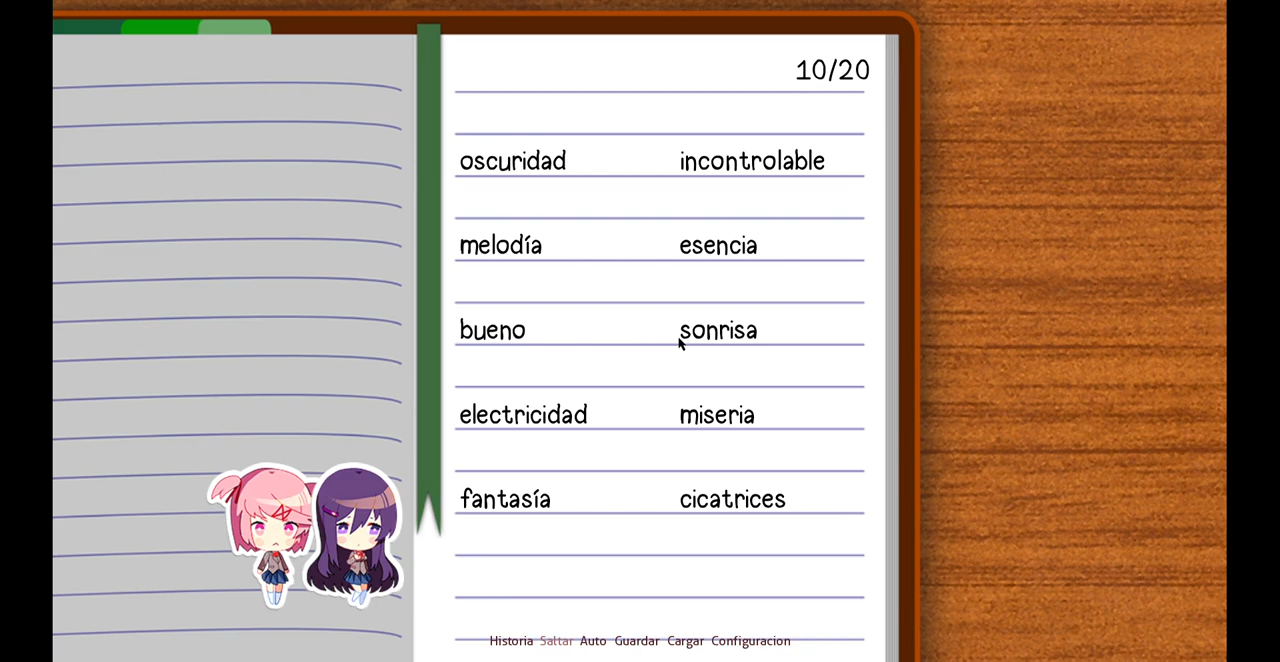 10/20
oscuridad incontrolable
melodía esencia
bueno sonrisa
electricidad miseria
fantasía cicatrices
Historia Saltar Auto Guardar Cargar Configuracion